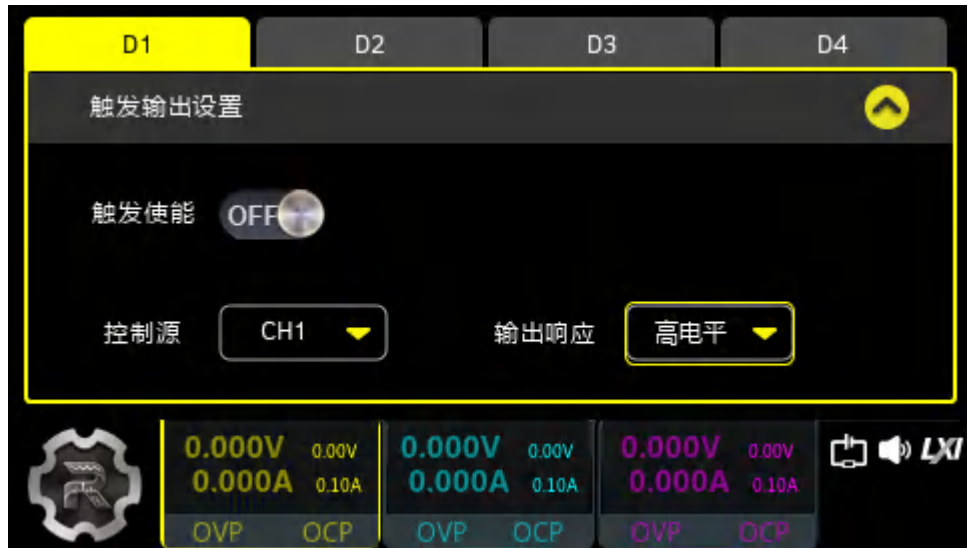 D1 D2 D3 D4
触发输出设置
触发使能 OFF
控制源 CH1 输出响应 高电平
0.000V 0.00V 0.000V 0.00V 0.000V 0.00V LXI
0.000A 0.10A 0.000A 0.10A 0.000A 0.10A
OVP OCP OVP OCP OVP OCP